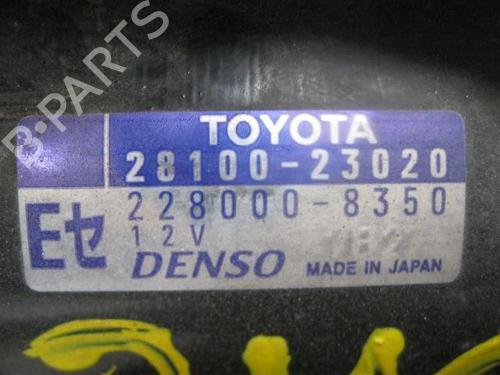 B-PARTS
TOYOTA
28100-23020
228000-8350
Eセ
12V
DENSO MADE IN JAPAN